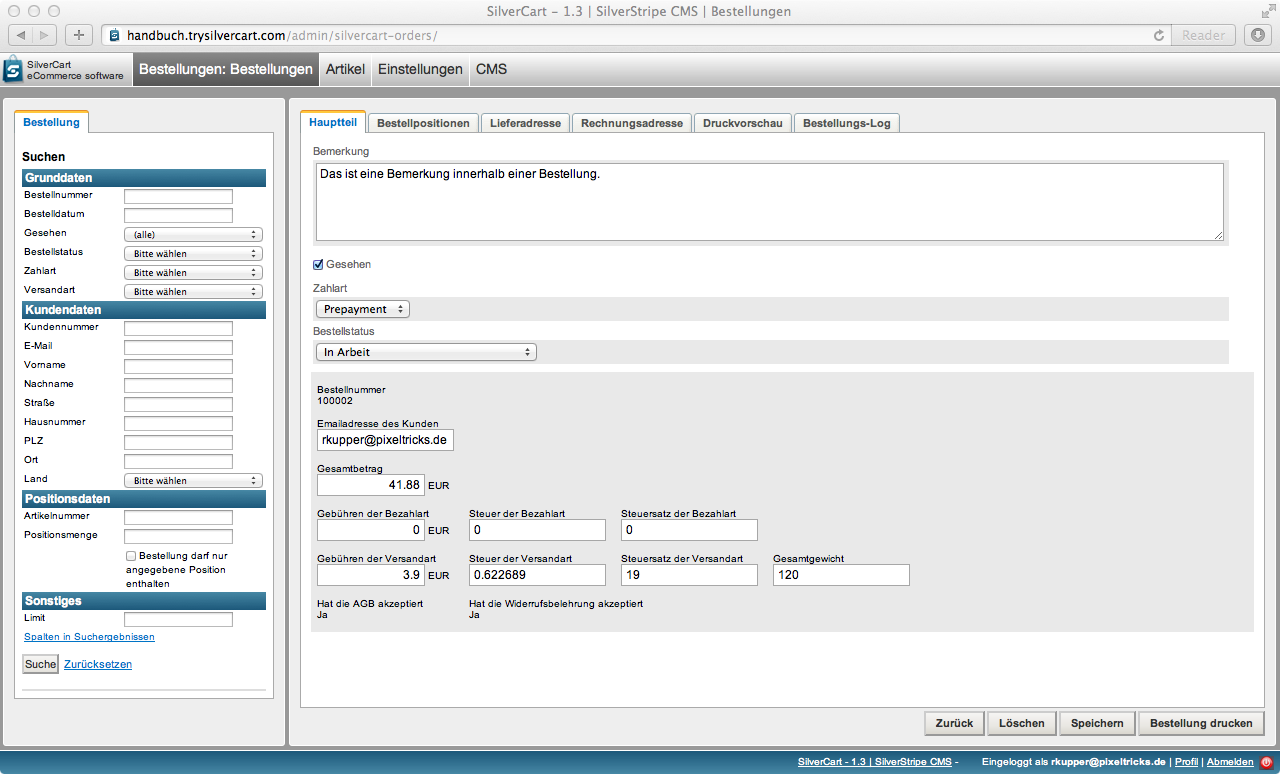 SilverCart - 1.3 | SilverStripe CMS | Bestellungen
handbuch.trysilvercart.com/admin/silvercart-orders/
Reader
SilverCart
eCommerce software
Bestellungen: Bestellungen
Artikel
Einstellungen
CMS
Bestellung
Suchen
Grunddaten
Bestellnummer
Bestelldatum
Gesehen (alle)
Bestellstatus Bitte wählen
Zahlart Bitte wählen
Versandart Bitte wählen
Kundendaten
Kundennummer
E-Mail
Vorname
Nachname
Straße
Hausnummer
PLZ
Ort
Land Bitte wählen
Positionsdaten
Artikelnummer
Positionsmenge
Bestellung darf nur
angegebene Position
enthalten
Sonstiges
Limit
Spalten in Suchergebnissen
Suche Zurücksetzen
Hauptteil
Bestellpositionen
Lieferadresse
Rechnungsadresse
Druckvorschau
Bestellungs-Log
Bemerkung
Das ist eine Bemerkung innerhalb einer Bestellung.
Gesehen
Zahlart
Prepayment
Bestellstatus
In Arbeit
Bestellnummer
100002
Emailadresse des Kunden
rkupper@pixeltricks.de
Gesamtbetrag
41.88 EUR
Gebühren der Bezahlart Steuer der Bezahlart Steuersatz der Bezahlart
0 EUR 0 0
Gebühren der Versandart Steuer der Versandart Steuersatz der Versandart Gesamtgewicht
3.9 EUR 0.622689 19 120
Hat die AGB akzeptiert Hat die Widerrufsbelehrung akzeptiert
Ja Ja
Zurück
Löschen
Speichern
Bestellung drucken
SilverCart - 1.3 | SilverStripe CMS - Eingeloggt als rkupper@pixeltricks.de | Profil | Abmelden